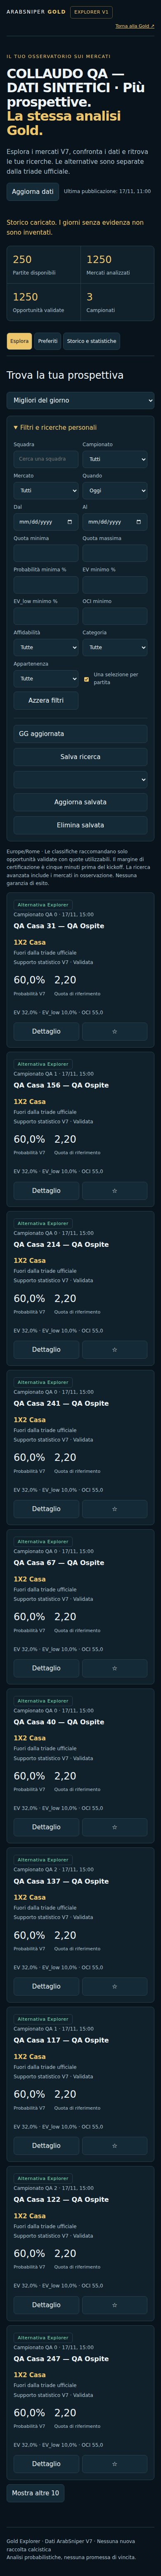 ARABSNIPER GOLD EXPLORER V1
Torna alla Gold ↗
IL TUO OSSERVATORIO SUI MERCATI
COLLAUDO QA —
DATI SINTETICI · Più
prospettive.
La stessa analisi
Gold.
Esplora i mercati V7, confronta i dati e ritrova
le tue ricerche. Le alternative sono separate
dalla triade ufficiale.
Aggiorna dati
Ultima pubblicazione: 17/11, 11:00
Storico caricato. I giorni senza evidenza non
sono inventati.
250 1250
Partite disponibili Mercati analizzati
1250 3
Opportunità validate Campionati
Esplora Preferiti Storico e statistiche
Trova la tua prospettiva
Migliori del giorno
▼ Filtri e ricerche personali
Squadra Campionato
Cerca una squadra Tutti
Mercato Quando
Tutti Oggi
Dal Al
mm/dd/yyyy mm/dd/yyyy
Quota minima Quota massima
Probabilità minima % EV minimo %
EV_low minimo % OCI minimo
Affidabilità Categoria
Tutte Tutte
Appartenenza
Tutte Una selezione per
partita
Azzera filtri
GG aggiornata
Salva ricerca
Aggiorna salvata
Elimina salvata
Europe/Rome · Le classifiche raccomandano solo
opportunità validate con quote utilizzabili. Il margine di
certificazione è cinque minuti prima del kickoff. La ricerca
avanzata include i mercati in osservazione. Nessuna
garanzia di esito.
Alternativa Explorer
Campionato QA 0 · 17/11, 15:00
QA Casa 31 — QA Ospite
1X2 Casa
Fuori dalla triade ufficiale
Supporto statistico V7 · Validata
60,0% 2,20
Probabilità V7 Quota di riferimento
EV 32,0% · EV_low 10,0% · OCI 55,0
Dettaglio ☆
Alternativa Explorer
Campionato QA 1 · 17/11, 15:00
QA Casa 156 — QA Ospite
1X2 Casa
Fuori dalla triade ufficiale
Supporto statistico V7 · Validata
60,0% 2,20
Probabilità V7 Quota di riferimento
EV 32,0% · EV_low 10,0% · OCI 55,0
Dettaglio ☆
Alternativa Explorer
Campionato QA 0 · 17/11, 15:00
QA Casa 214 — QA Ospite
1X2 Casa
Fuori dalla triade ufficiale
Supporto statistico V7 · Validata
60,0% 2,20
Probabilità V7 Quota di riferimento
EV 32,0% · EV_low 10,0% · OCI 55,0
Dettaglio ☆
Alternativa Explorer
Campionato QA 0 · 17/11, 15:00
QA Casa 241 — QA Ospite
1X2 Casa
Fuori dalla triade ufficiale
Supporto statistico V7 · Validata
60,0% 2,20
Probabilità V7 Quota di riferimento
EV 32,0% · EV_low 10,0% · OCI 55,0
Dettaglio ☆
Alternativa Explorer
Campionato QA 0 · 17/11, 15:00
QA Casa 67 — QA Ospite
1X2 Casa
Fuori dalla triade ufficiale
Supporto statistico V7 · Validata
60,0% 2,20
Probabilità V7 Quota di riferimento
EV 32,0% · EV_low 10,0% · OCI 55,0
Dettaglio ☆
Alternativa Explorer
Campionato QA 0 · 17/11, 15:00
QA Casa 40 — QA Ospite
1X2 Casa
Fuori dalla triade ufficiale
Supporto statistico V7 · Validata
60,0% 2,20
Probabilità V7 Quota di riferimento
EV 32,0% · EV_low 10,0% · OCI 55,0
Dettaglio ☆
Alternativa Explorer
Campionato QA 2 · 17/11, 15:00
QA Casa 137 — QA Ospite
1X2 Casa
Fuori dalla triade ufficiale
Supporto statistico V7 · Validata
60,0% 2,20
Probabilità V7 Quota di riferimento
EV 32,0% · EV_low 10,0% · OCI 55,0
Dettaglio ☆
Alternativa Explorer
Campionato QA 1 · 17/11, 15:00
QA Casa 117 — QA Ospite
1X2 Casa
Fuori dalla triade ufficiale
Supporto statistico V7 · Validata
60,0% 2,20
Probabilità V7 Quota di riferimento
EV 32,0% · EV_low 10,0% · OCI 55,0
Dettaglio ☆
Alternativa Explorer
Campionato QA 2 · 17/11, 15:00
QA Casa 122 — QA Ospite
1X2 Casa
Fuori dalla triade ufficiale
Supporto statistico V7 · Validata
60,0% 2,20
Probabilità V7 Quota di riferimento
EV 32,0% · EV_low 10,0% · OCI 55,0
Dettaglio ☆
Alternativa Explorer
Campionato QA 0 · 17/11, 15:00
QA Casa 247 — QA Ospite
1X2 Casa
Fuori dalla triade ufficiale
Supporto statistico V7 · Validata
60,0% 2,20
Probabilità V7 Quota di riferimento
EV 32,0% · EV_low 10,0% · OCI 55,0
Dettaglio ☆
Mostra altre 10
Gold Explorer · Dati ArabSniper V7 · Nessuna nuova
raccolta calcistica
Analisi probabilistiche, nessuna promessa di vincita.